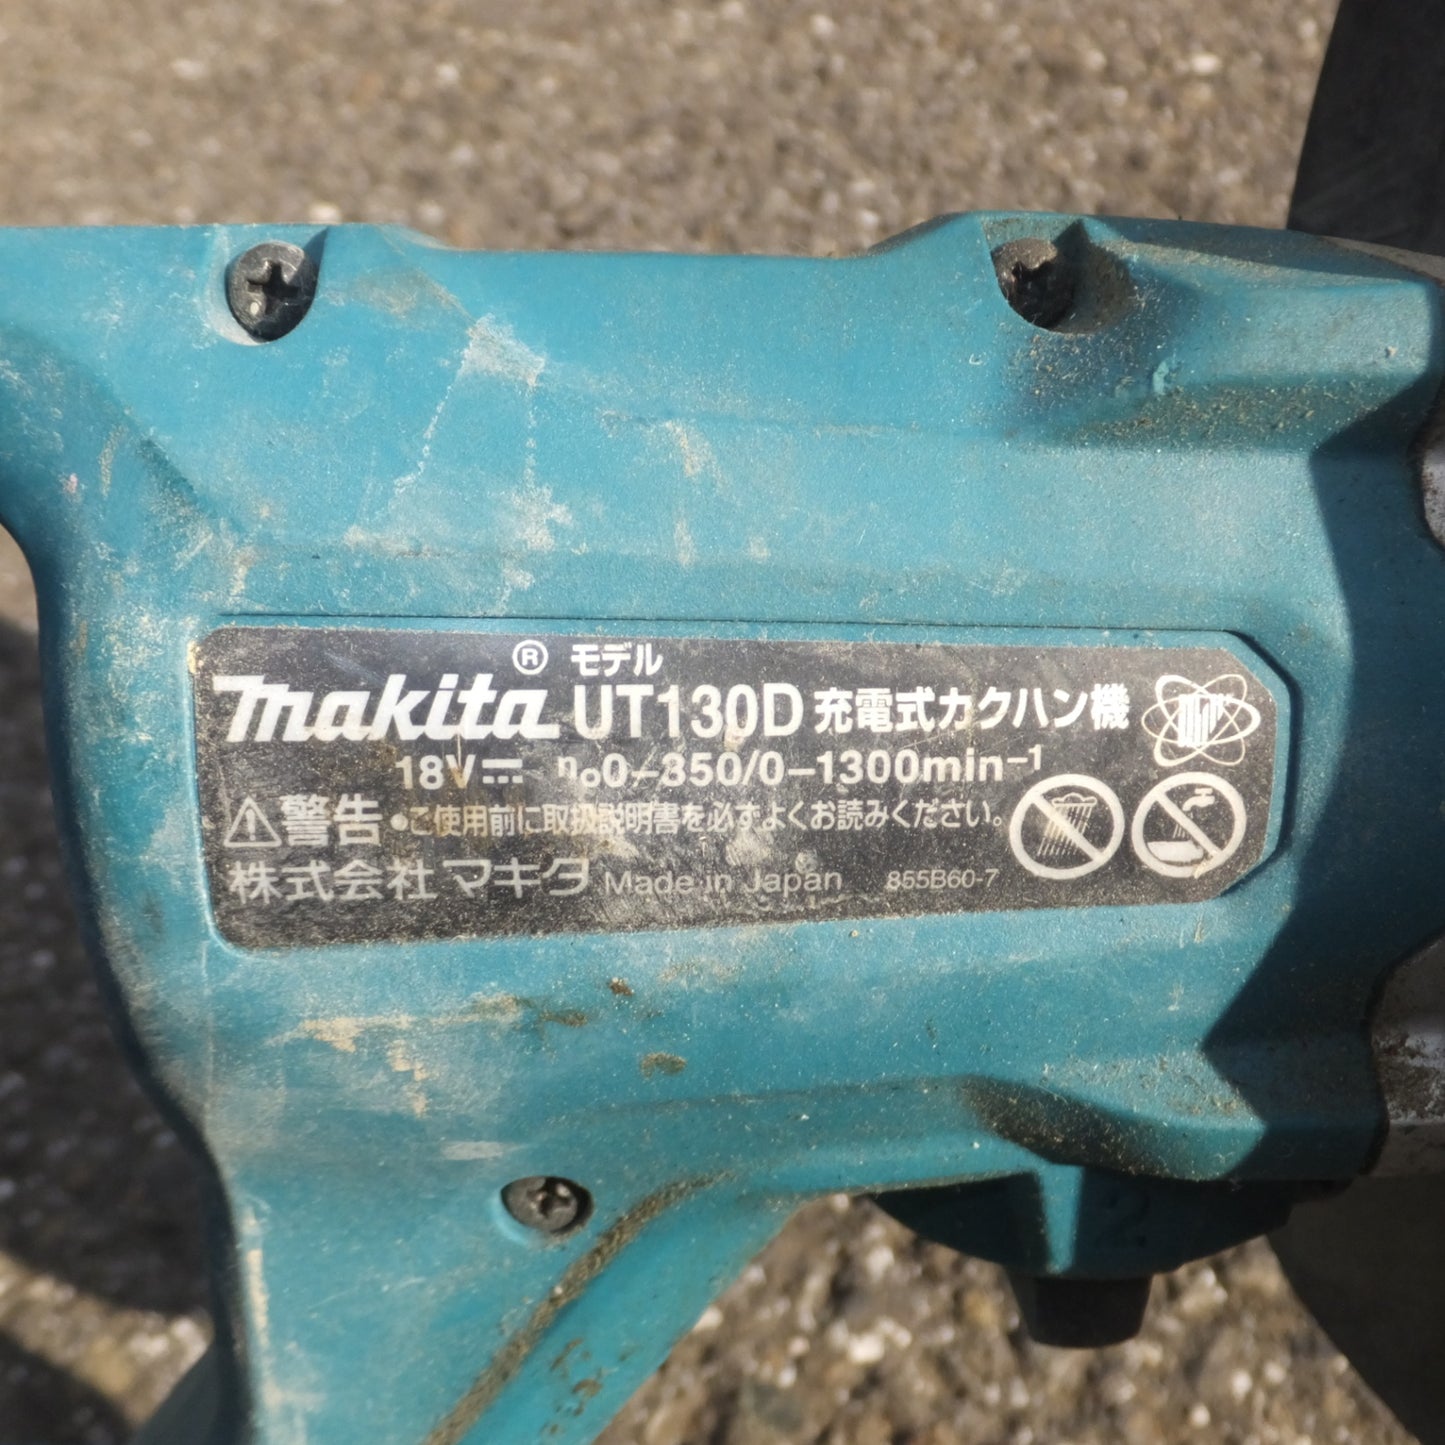 makita® モデル UT130D 充電式カクハン機
18V⎓ n₀0-350/0-1300min⁻¹
⚠警告 •ご使用前に取扱説明書を必ずよくお読みください。
株式会社 マキタ Made in Japan 855B60-7
2